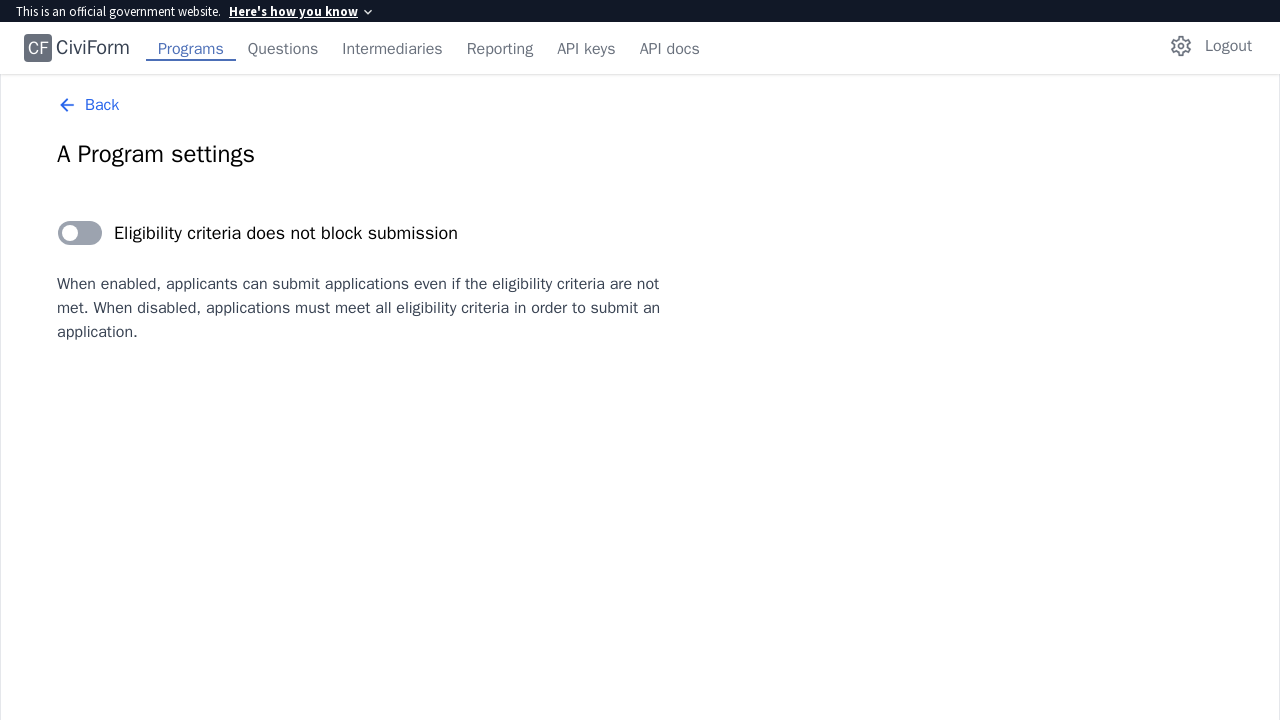 This is an official government website. Here's how you know
CF CiviForm Programs Questions Intermediaries Reporting API keys API docs Logout
Back
A Program settings
Eligibility criteria does not block submission
When enabled, applicants can submit applications even if the eligibility criteria are not
met. When disabled, applications must meet all eligibility criteria in order to submit an
application.